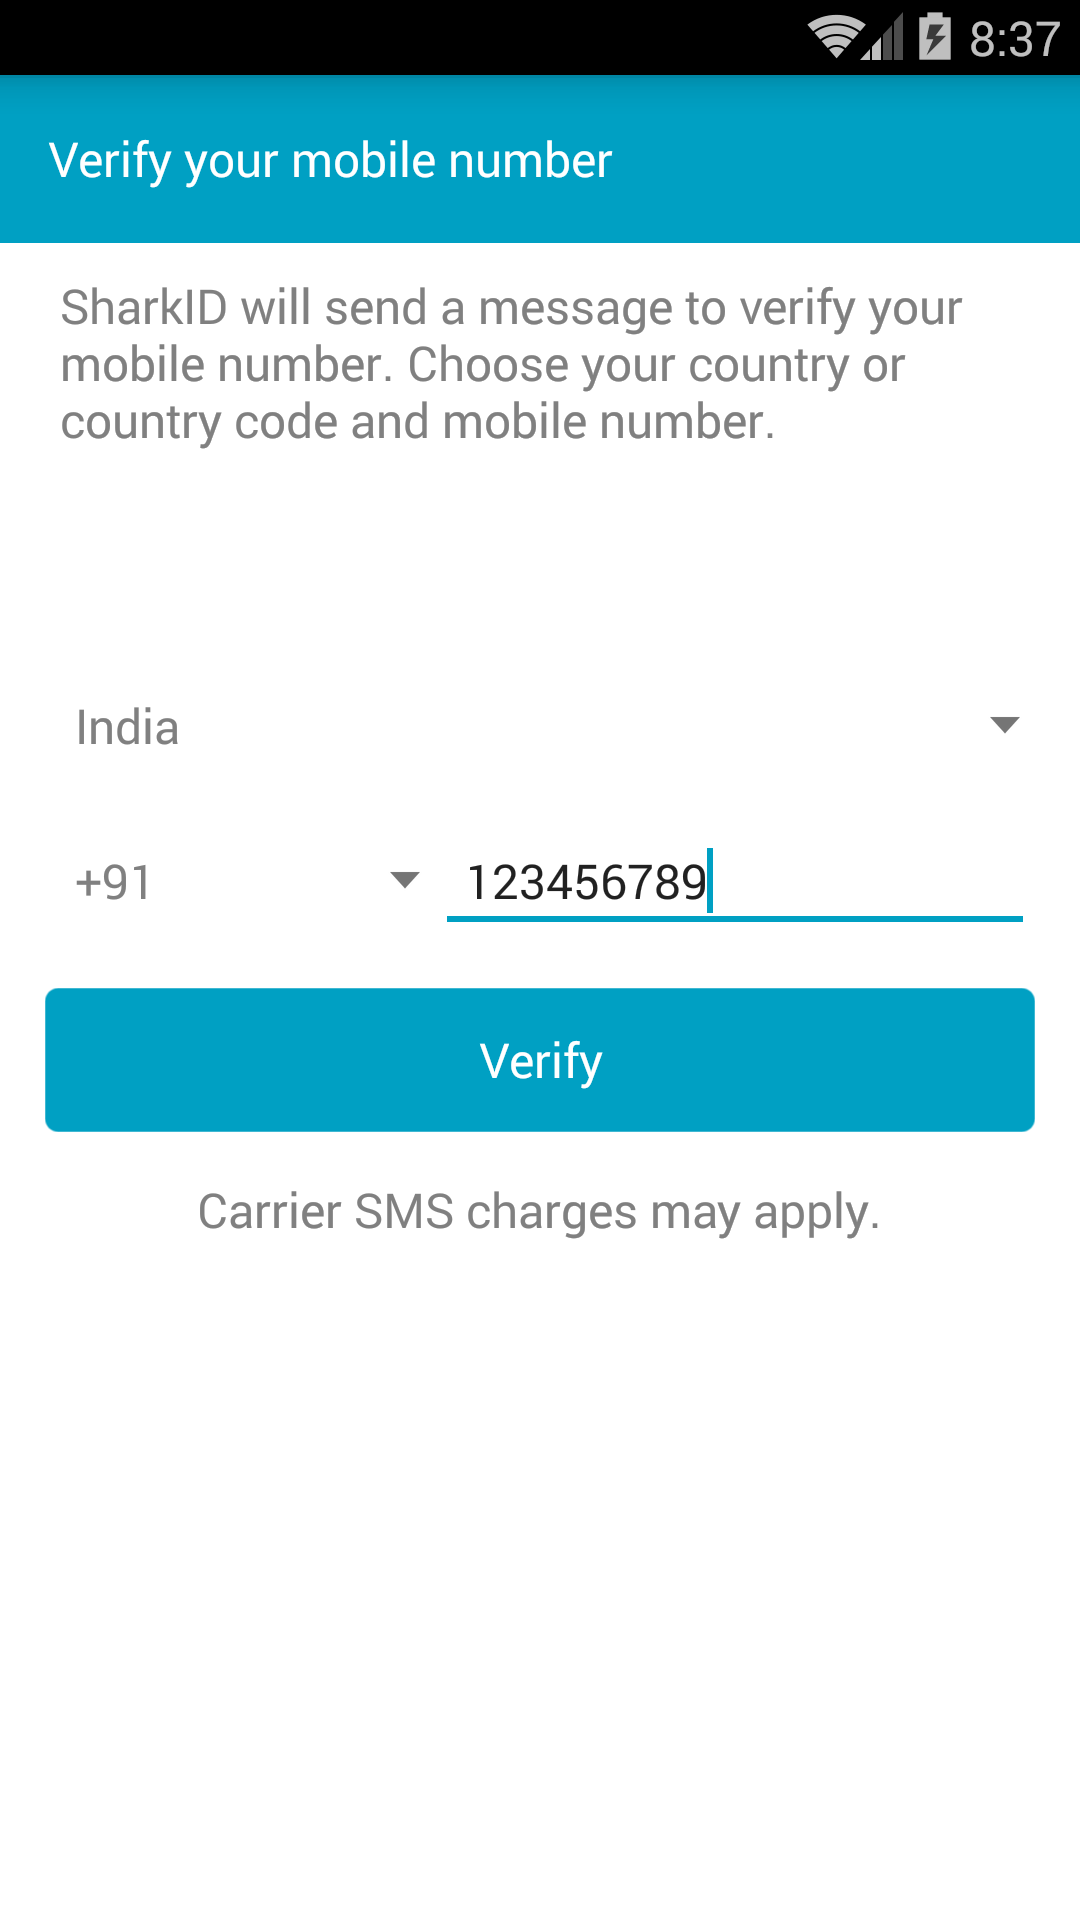 8:37
Verify your mobile number
SharkID will send a message to verify your
mobile number. Choose your country or
country code and mobile number.
India
+91
123456789
Verify
Carrier SMS charges may apply.